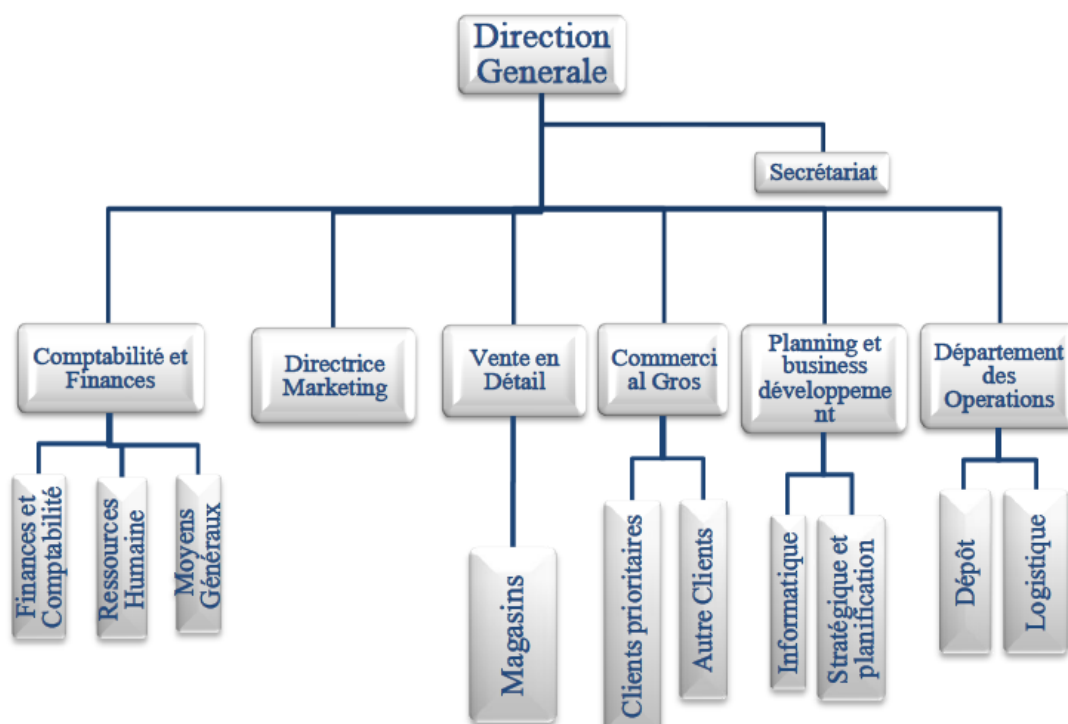 Direction
Generale
Secrétariat
Comptabilité et
Finances
Directrice
Marketing
Vente en
Détail
Commerci
al Gros
Planning et
business
développeme
nt
Département
des
Operations
Finances et
Comptabilité
Ressources
Humaine
Moyens
Généraux
Magasins
Clients prioritaires
Autre Clients
Informatique
Stratégique et
planification
Dépôt
Logistique